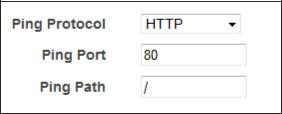 Ping Protocol HTTP
Ping Port 80
Ping Path /